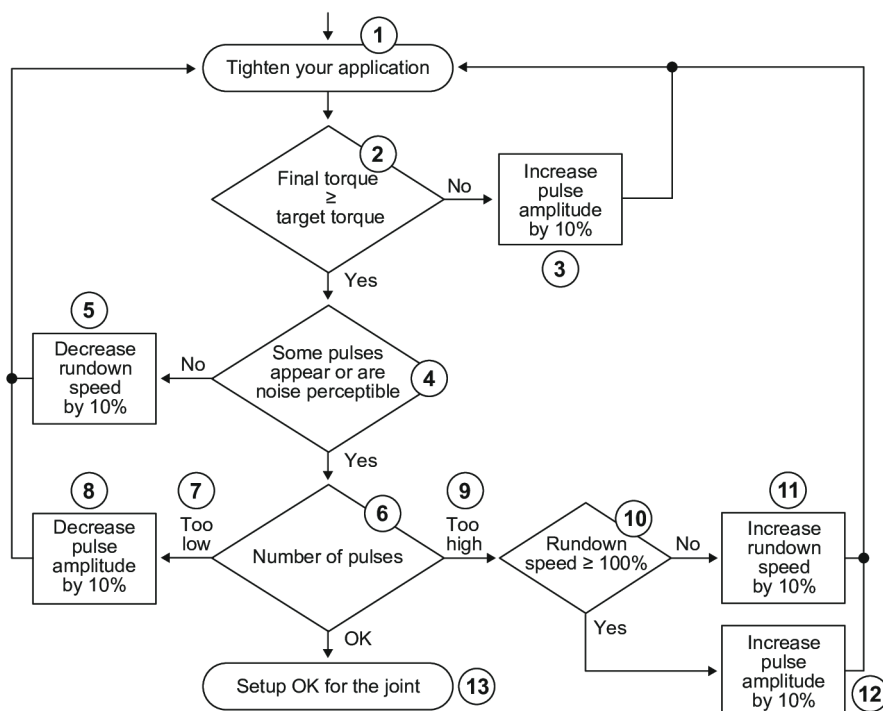 1
Tighten your application
2
Final torque
≥
target torque
No
Increase
pulse
amplitude
by 10%
3
Yes
5
Decrease
rundown
speed
by 10%
No
Some pulses
appear or are
noise perceptible
4
Yes
8
Decrease
pulse
amplitude
by 10%
7
Too
low
6
Number of pulses
9
Too
high
10
Rundown
speed ≥ 100%
No
11
Increase
rundown
speed
by 10%
OK
Yes
Increase
pulse
amplitude
by 10%
12
Setup OK for the joint
13